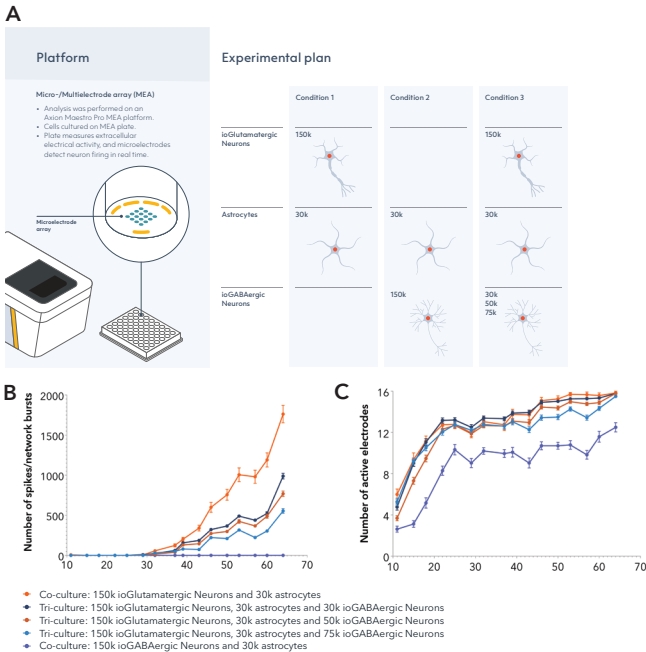 A
Platform
Experimental plan
Micro-/Multielectrode array (MEA)
• Analysis was performed on an
Axion Maestro Pro MEA platform.
• Cells cultured on MEA plate.
• Plate measures extracellular
electrical activity, and microelectrodes
detect neuron firing in real time.
Microelectrode
array
Condition 1
Condition 2
Condition 3
ioGlutamatergic
Neurons
150k
150k
Astrocytes
30k
30k
30k
ioGABAergic
Neurons
150k
30k
50k
75k
B
Number of spikes/network bursts
2000
1500
1000
500
0
10
20
30
40
50
60
70
C
Number of active electrodes
16
12
8
4
0
10
20
30
40
50
60
70
Co-culture: 150k ioGlutamatergic Neurons and 30k astrocytes
Tri-culture: 150k ioGlutamatergic Neurons, 30k astrocytes and 30k ioGABAergic Neurons
Tri-culture: 150k ioGlutamatergic Neurons, 30k astrocytes and 50k ioGABAergic Neurons
Tri-culture: 150k ioGlutamatergic Neurons, 30k astrocytes and 75k ioGABAergic Neurons
Co-culture: 150k ioGABAergic Neurons and 30k astrocytes